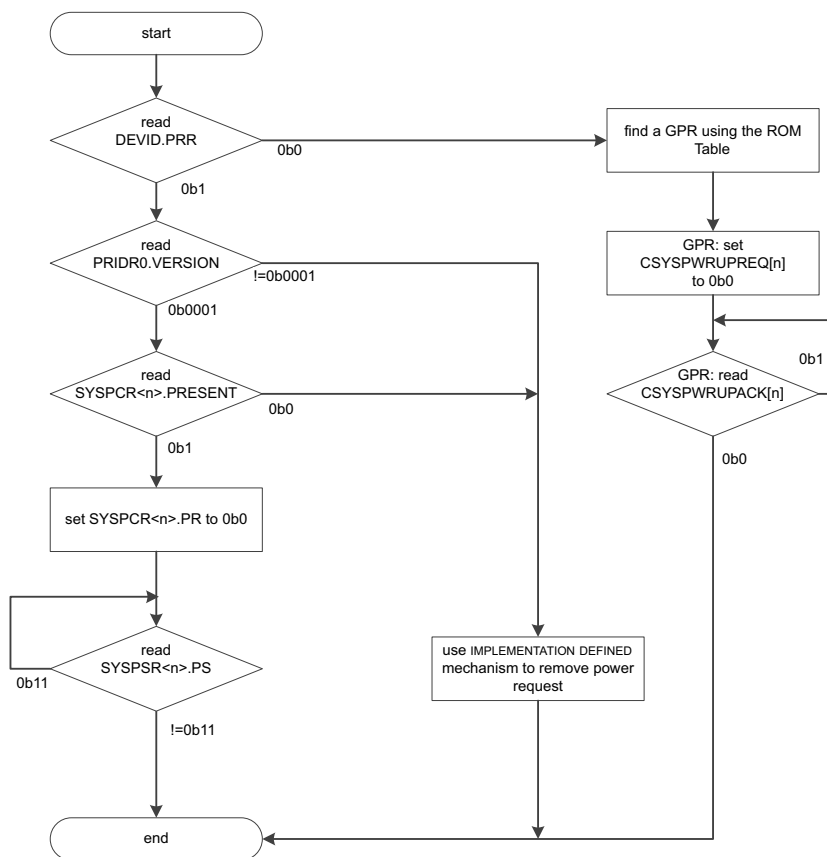 start
read
DEVID.PRR
0b0
find a GPR using the ROM
Table
0b1
read
PRIDR0.VERSION
!=0b0001
GPR: set
CSYSPWRUPREQ[n]
to 0b0
0b0001
read
SYSPCR<n>.PRESENT
0b0
GPR: read
CSYSPWRUPACK[n]
0b1
0b1
0b0
set SYSPCR<n>.PR to 0b0
read
SYSPSR<n>.PS
0b11
use IMPLEMENTATION DEFINED
mechanism to remove power
request
!=0b11
end